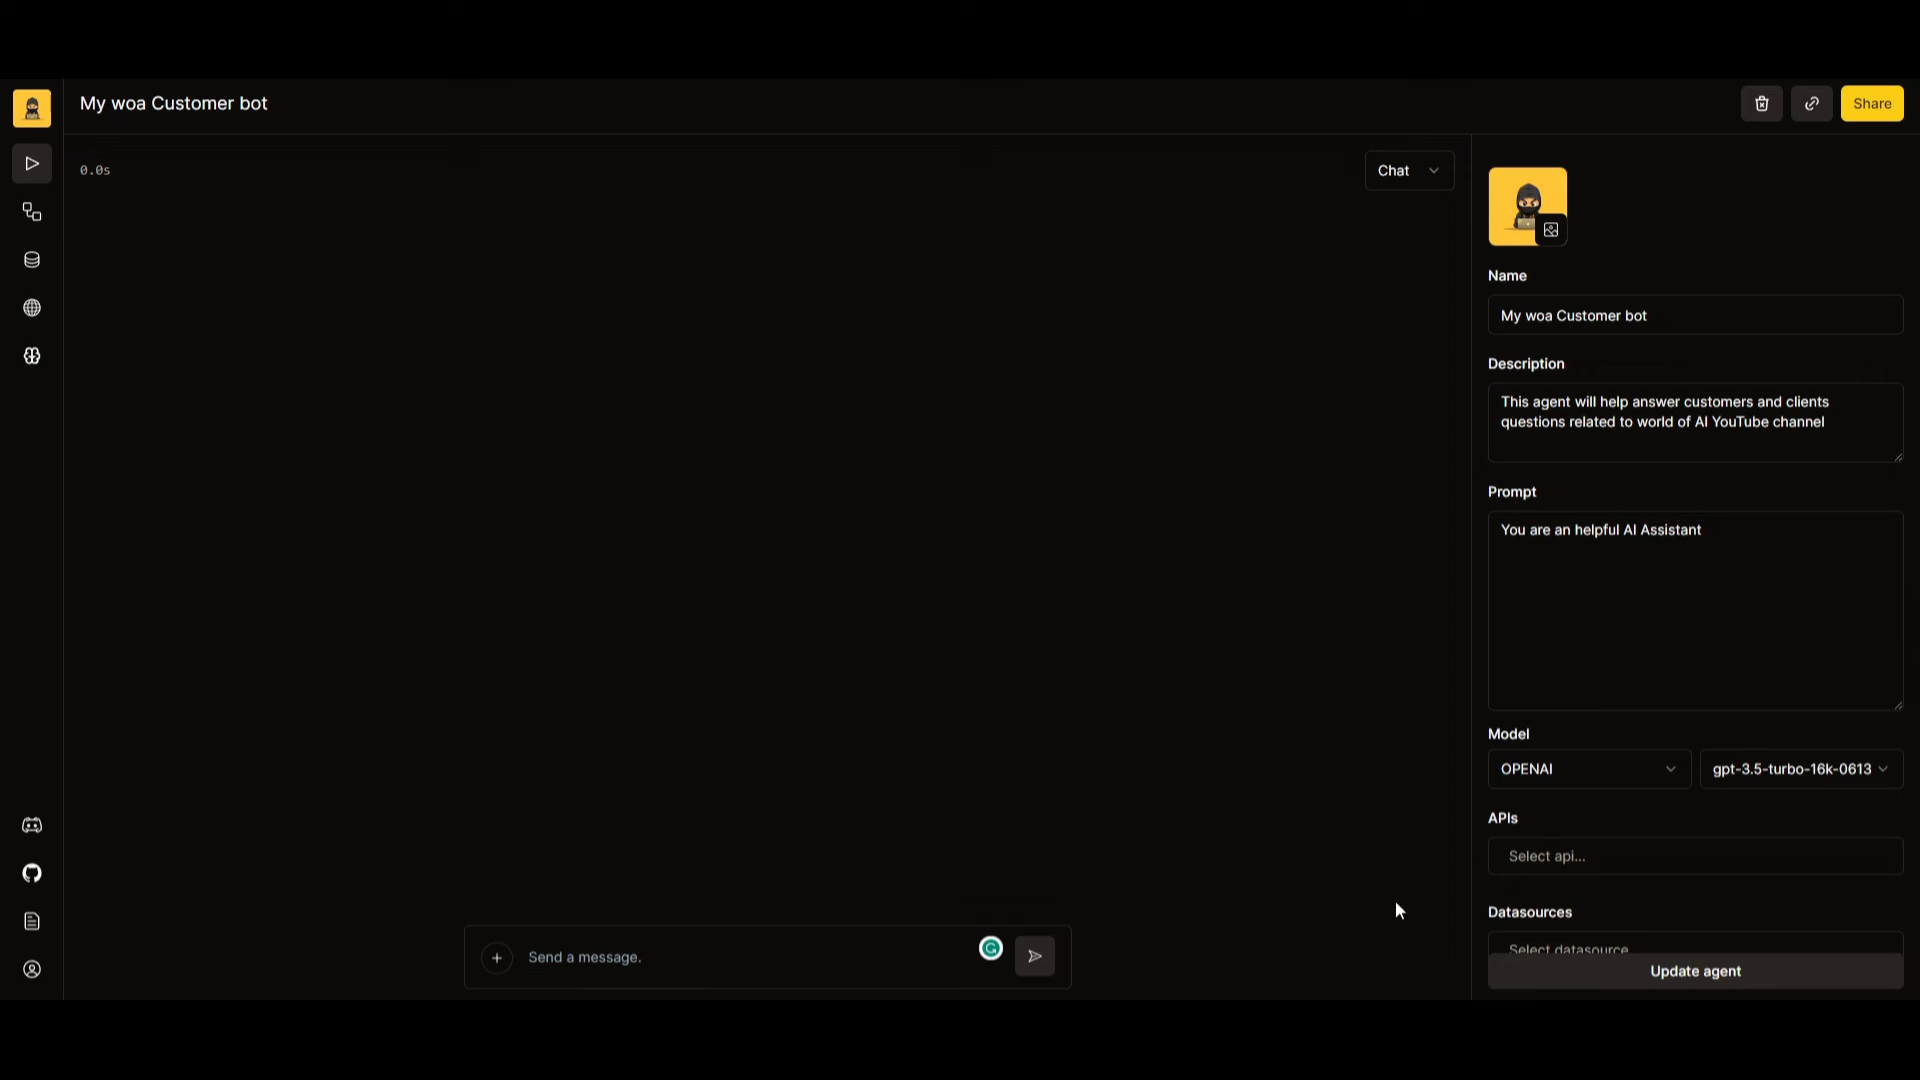 My woa Customer bot
Share
0.0s
Chat
Name
My woa Customer bot
Description
This agent will help answer customers and clients
questions related to world of AI YouTube channel
Prompt
You are an helpful AI Assistant
Model
OPENAI
gpt-3.5-turbo-16k-0613
APIs
Select api...
Datasources
Select datasource
Update agent
Send a message.